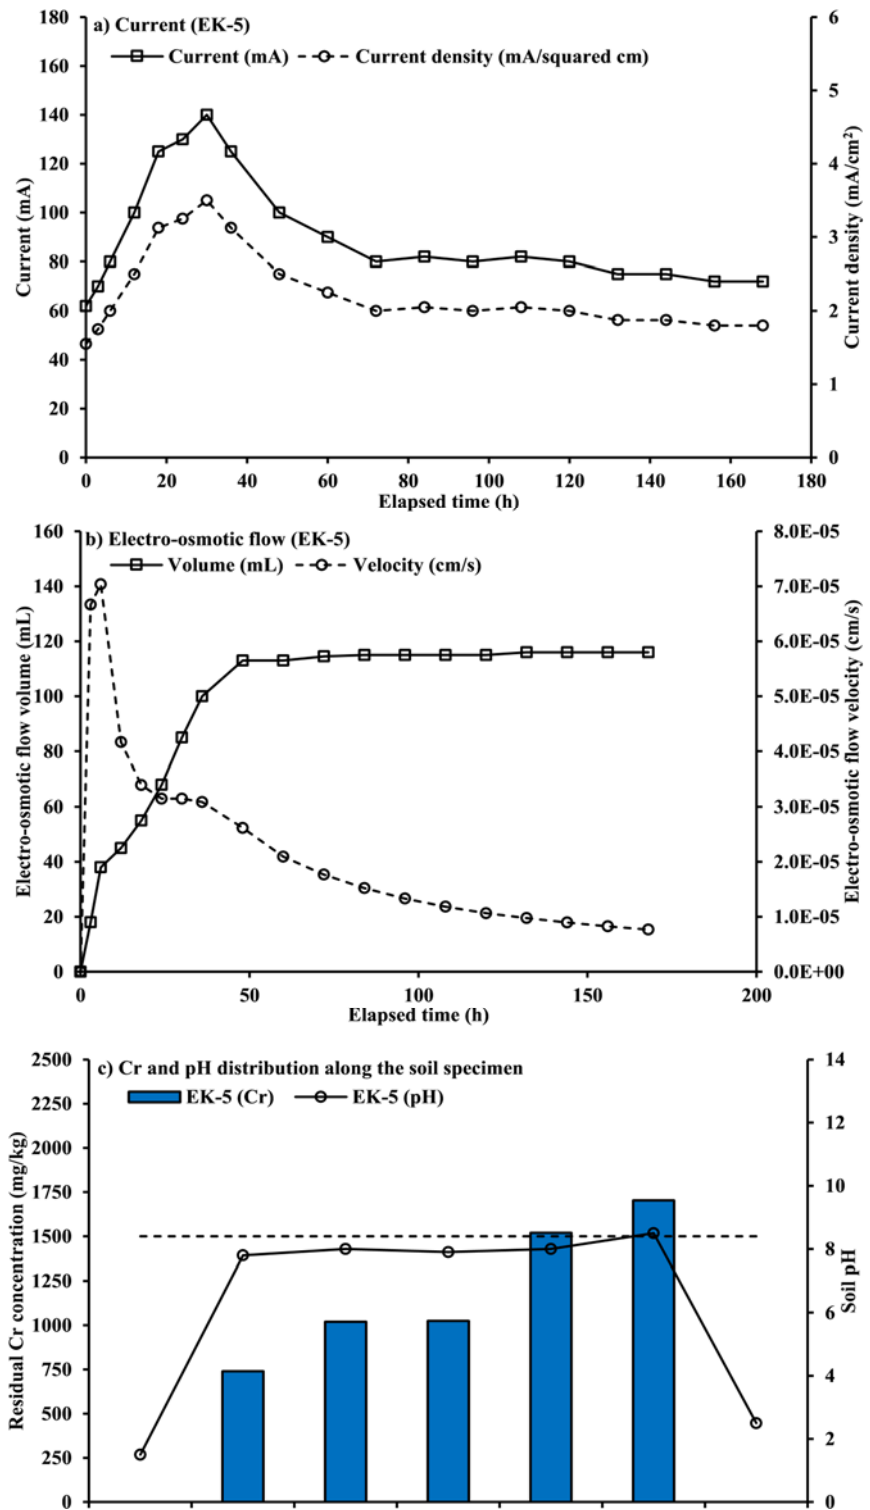 a) Current (EK-5)
Current (mA)
Current density (mA/squared cm)
Current (mA)
180
160
140
120
100
80
60
40
20
0
Current density (mA/cm²)
6
5
4
3
2
1
0
0 20 40 60 80 100 120 140 160 180
Elapsed time (h)
b) Electro-osmotic flow (EK-5)
Volume (mL)
Velocity (cm/s)
Electro-osmotic flow volume (mL)
160
140
120
100
80
60
40
20
0
Electro-osmotic flow velocity (cm/s)
8.0E-05
7.0E-05
6.0E-05
5.0E-05
4.0E-05
3.0E-05
2.0E-05
1.0E-05
0.0E+00
0 50 100 150 200
Elapsed time (h)
c) Cr and pH distribution along the soil specimen
EK-5 (Cr)
EK-5 (pH)
Residual Cr concentration (mg/kg)
2500
2250
2000
1750
1500
1250
1000
750
500
250
0
Soil pH
14
12
10
8
6
4
2
0